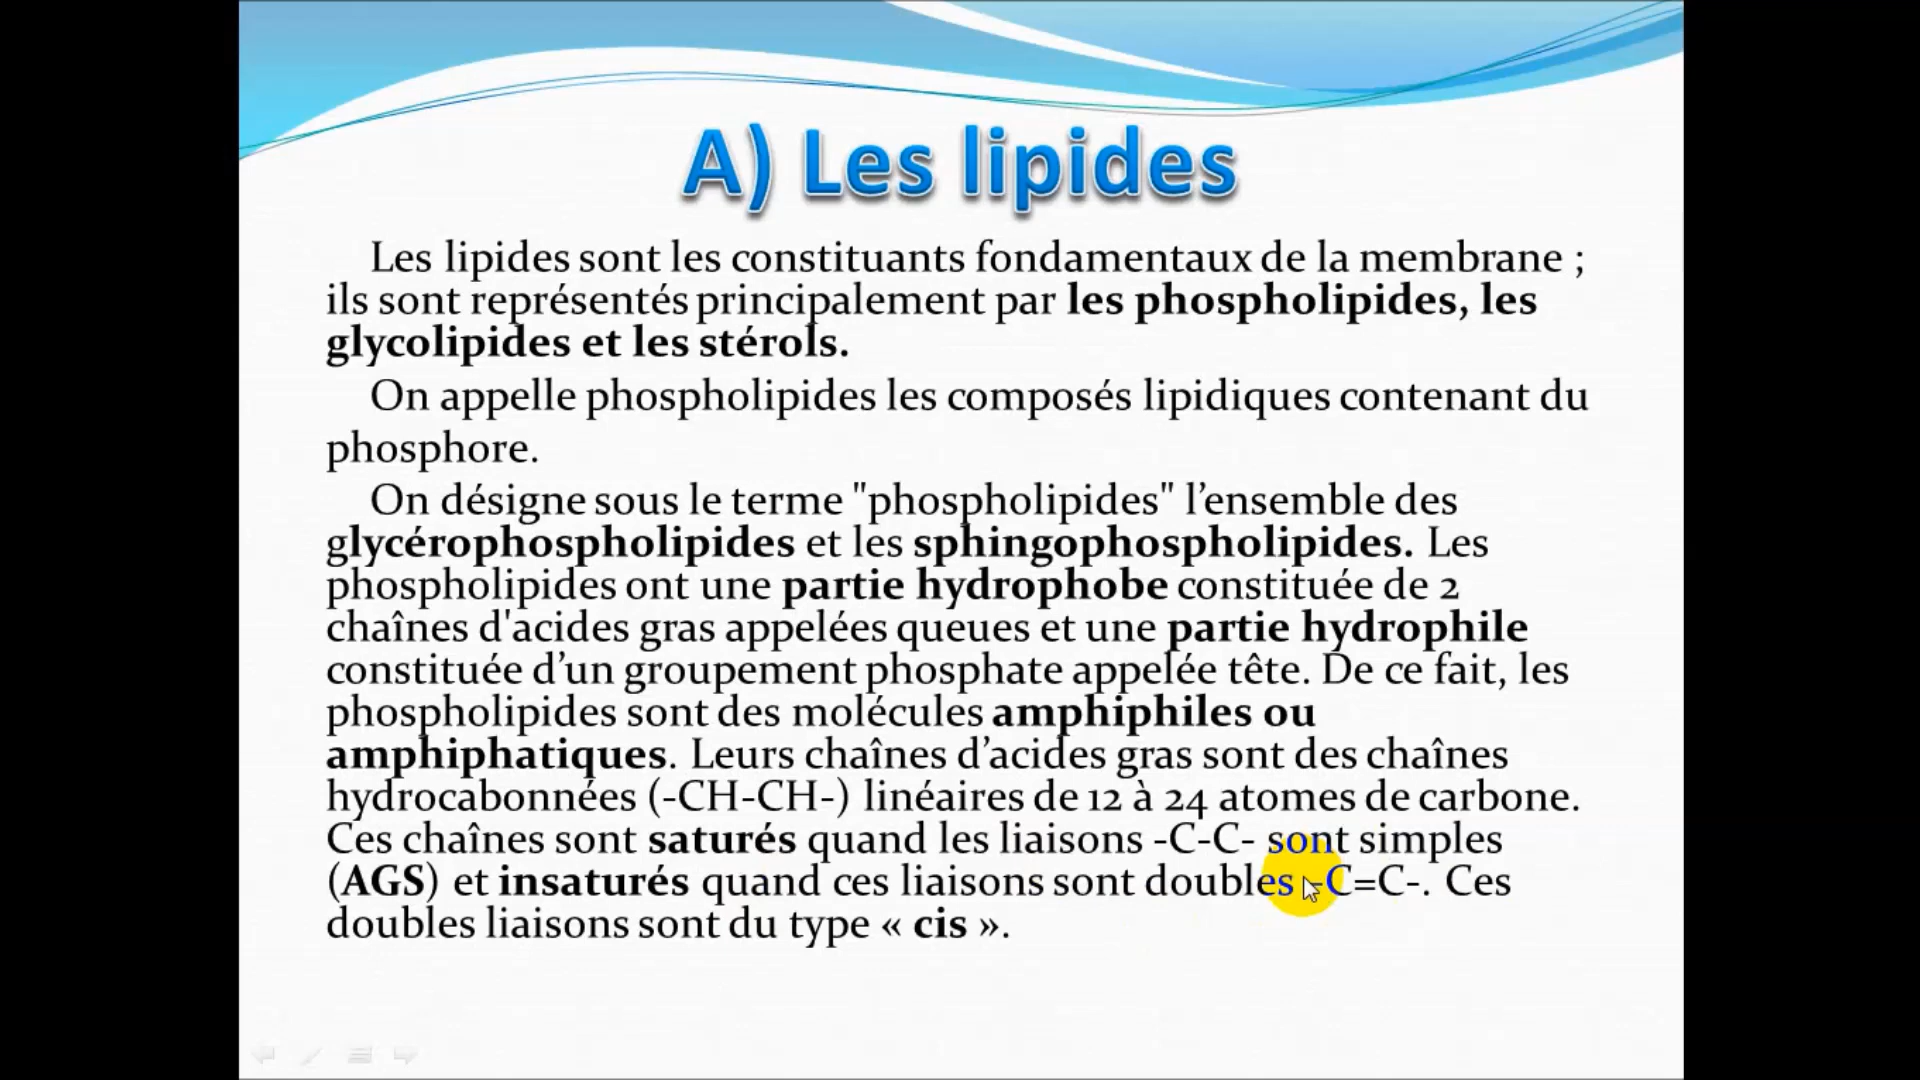 A) Les lipides
Les lipides sont les constituants fondamentaux de la membrane ;
ils sont représentés principalement par les phospholipides, les
glycolipides et les stérols.
On appelle phospholipides les composés lipidiques contenant du
phosphore.
On désigne sous le terme "phospholipides" l’ensemble des
glycérophospholipides et les sphingophospholipides. Les
phospholipides ont une partie hydrophobe constituée de 2
chaînes d'acides gras appelées queues et une partie hydrophile
constituée d’un groupement phosphate appelée tête. De ce fait, les
phospholipides sont des molécules amphiphiles ou
amphiphatiques. Leurs chaînes d’acides gras sont des chaînes
hydrocabonnées (-CH-CH-) linéaires de 12 à 24 atomes de carbone.
Ces chaînes sont saturés quand les liaisons -C-C- sont simples
(AGS) et insaturés quand ces liaisons sont doubles -C=C-. Ces
doubles liaisons sont du type « cis ».